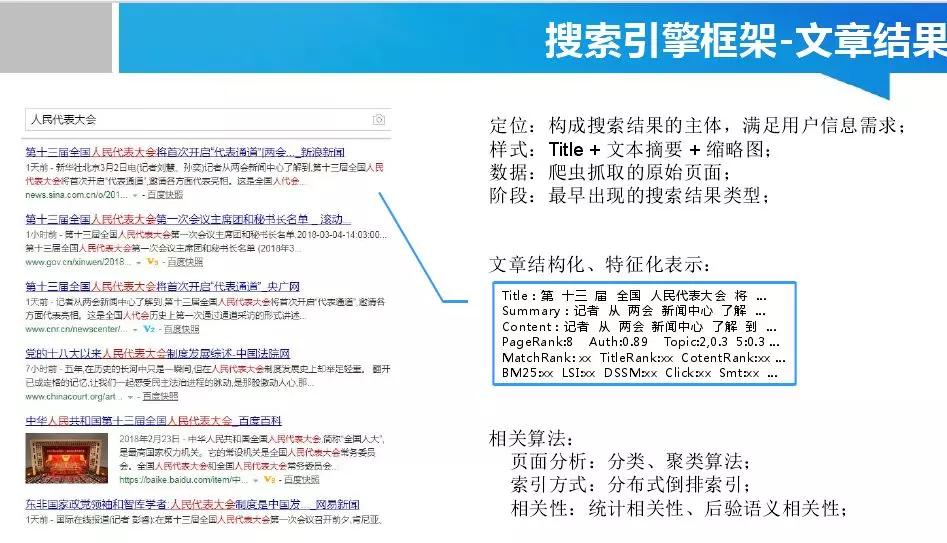 搜索引擎框架-文章结果
人民代表大会
第十三届全国人民代表大会将首次开启“代表通道”|两会..._新浪新闻
1天前 - 新华社北京3月2日电(记者刘慧、孙奕)记者从两会新闻中心了解到,第十三届全国人民
代表大会将首次开启“代表通道”,邀请各方面代表亮相。这是全国人代会...
news.sina.com.cn/o/201... - 百度快照
第十三届全国人民代表大会第一次会议主席团和秘书长名单 _滚动...
1小时前 - 第十三届全国人民代表大会第一次会议主席团和秘书长名单.2018-03-04-14:03:00...
第十三届全国人民代表大会第一次会议主席团和秘书长名单 (2018年3...
www.gov.cn/xinwen/2018... V3 - 百度快照
第十三届全国人民代表大会将首次开启“代表通道”_央广网
1天前 - 记者从两会新闻中心了解到,第十三届全国人民代表大会将首次开启“代表通道”,邀请各
方面代表亮相。这是全国人代会历史上第一次通过通道采访的形式讲述...
www.cnr.cn/newscenter/... V2 - 百度快照
党的十八大以来人民代表大会制度发展综述-中国法院网
7小时前 - 五年,在历史的长河中只是一瞬间,但在人民代表大会制度发展史上却举足轻重。 翻开
已成走楷的记忆,让我们一起感受民主法治进程的脉动,是那股激动人心,那...
www.chinacourt.org/art... - 百度快照
中华人民共和国第十三届全国人民代表大会_百度百科
2018年2月23日 - 中华人民共和国全国人民代表大会,简称“全国人大”,
是最高国家权力机关。它的常设机关是全国人民代表大会常务委员
会。全国人民代表大会和全国人民代表大会常务委员会...
https://baike.baidu.com/item/中... V3 - 百度快照
东非国家政党领袖和智库学者:人民代表大会制度是中国发..._网易新闻
1天前 - 国际在线报道(记者 彭睿):在第十三届全国人民代表大会第一次会议召开前夕,肯尼亚、
定位：构成搜索结果的主体，满足用户信息需求；
样式：Title + 文本摘要 + 缩略图；
数据：爬虫抓取的原始页面；
阶段：最早出现的搜索结果类型；
文章结构化、特征化表示：
Title : 第 十三 届 全国 人民代表大会 将 ...
Summary : 记者 从 两会 新闻中心 了解 ...
Content : 记者 从 两会 新闻中心 了解 到 ...
PageRank:8 Auth:0.89 Topic:2,0.3 5:0.3 ...
MatchRank: xx TitleRank:xx CotentRank:xx ...
BM25:xx LSI:xx DSSM:xx Click:xx Smt:xx ...
相关算法：
页面分析：分类、聚类算法；
索引方式：分布式倒排索引；
相关性：统计相关性、后验语义相关性；